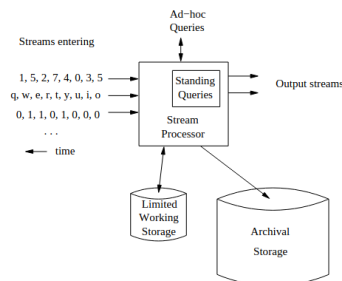 Ad-hoc
Queries
Streams entering
1, 5, 2, 7, 4, 0, 3, 5
q, w, e, r, t, y, u, i, o
0, 1, 1, 0, 1, 0, 0, 0
. . .
time
Standing
Queries
Stream
Processor
Output streams
Limited
Working
Storage
Archival
Storage